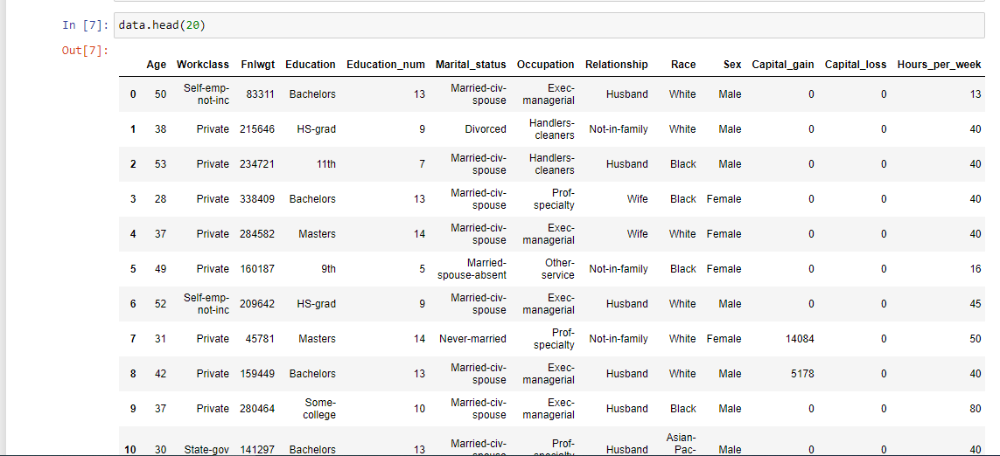 In [7]: data.head(20)
Out[7]:
Age Workclass Fnlwgt Education Education_num Marital_status Occupation Relationship Race Sex Capital_gain Capital_loss Hours_per_week
0 50 Self-emp-not-inc 83311 Bachelors 13 Married-civ-spouse Exec-managerial Husband White Male 0 0 13
1 38 Private 215646 HS-grad 9 Divorced Handlers-cleaners Not-in-family White Male 0 0 40
2 53 Private 234721 11th 7 Married-civ-spouse Handlers-cleaners Husband Black Male 0 0 40
3 28 Private 338409 Bachelors 13 Married-civ-spouse Prof-specialty Wife Black Female 0 0 40
4 37 Private 284582 Masters 14 Married-civ-spouse Exec-managerial Wife White Female 0 0 40
5 49 Private 160187 9th 5 Married-spouse-absent Other-service Not-in-family Black Female 0 0 16
6 52 Self-emp-not-inc 209642 HS-grad 9 Married-civ-spouse Exec-managerial Husband White Male 0 0 45
7 31 Private 45781 Masters 14 Never-married Prof-specialty Not-in-family White Female 14084 0 50
8 42 Private 159449 Bachelors 13 Married-civ-spouse Exec-managerial Husband White Male 5178 0 40
9 37 Private 280464 Some-college 10 Married-civ-spouse Exec-managerial Husband Black Male 0 0 80
10 30 State-gov 141297 Bachelors 13 Married-civ- Prof- Husband Asian-Pac- Male 0 0 40